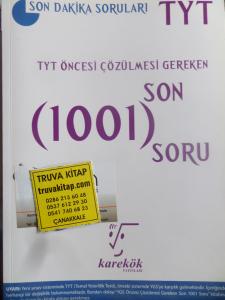 SON DAKİKA SORULARI
TYT
TYT ÖNCESİ ÇÖZÜLMESİ GEREKEN
SON
(1001)
SORU
TRUVA KİTAP
truvakitap.com
0286 213 60 48
0537 612 29 30
0541 740 68 23
ÇANAKKALE
karekök
YAYINLARI